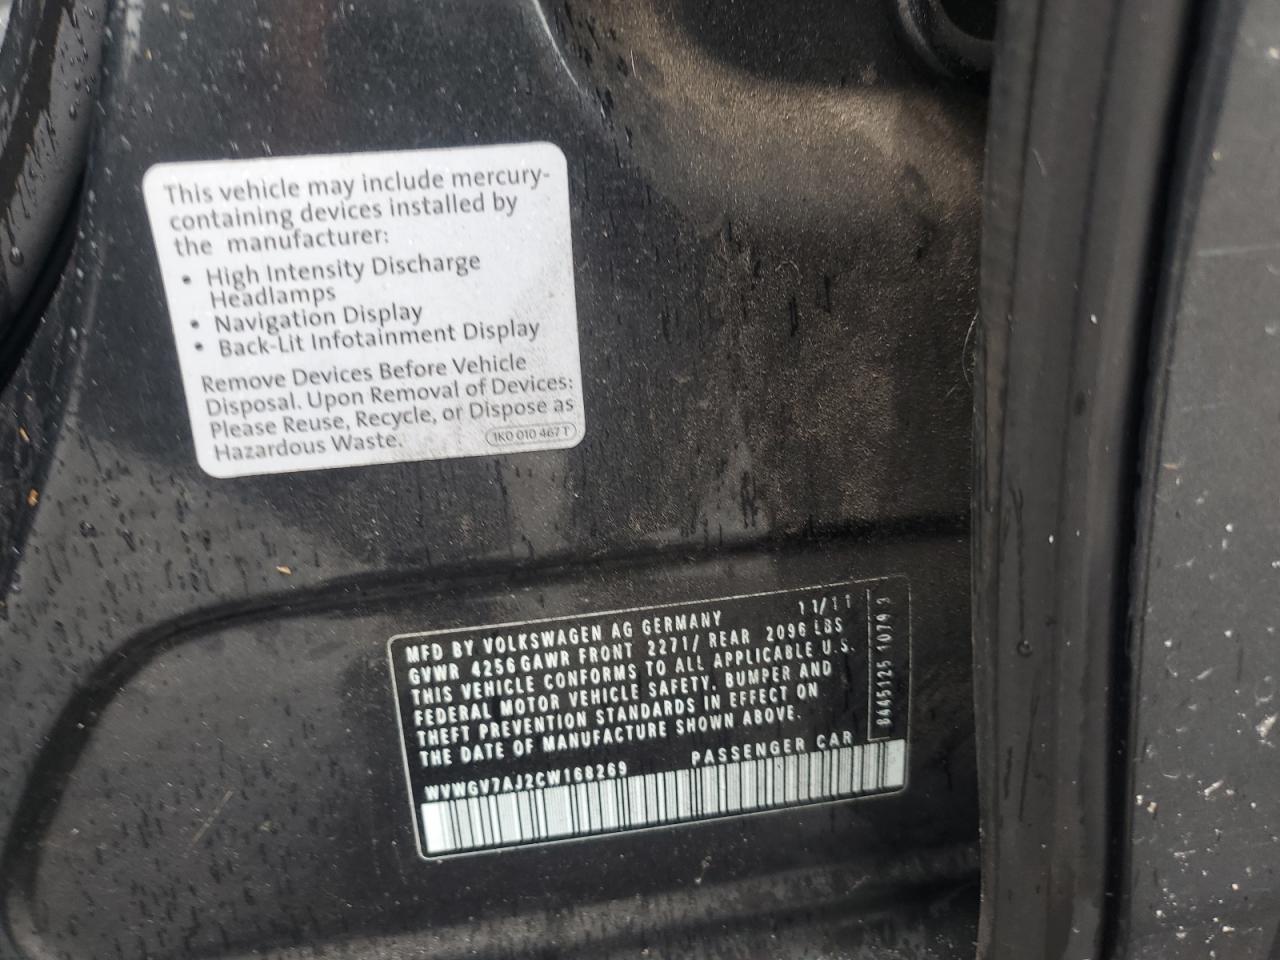 This vehicle may include mercury-
containing devices installed by
the manufacturer:
• High Intensity Discharge
Headlamps
• Navigation Display
• Back-Lit Infotainment Display
Remove Devices Before Vehicle
Disposal. Upon Removal of Devices:
Please Reuse, Recycle, or Dispose as
Hazardous Waste.
1K0 010 467 T
MFD BY VOLKSWAGEN AG GERMANY 11/11
GVWR 4256 GAWR FRONT 2271/ REAR 2096 LBS
THIS VEHICLE CONFORMS TO ALL APPLICABLE U.S.
FEDERAL MOTOR VEHICLE SAFETY, BUMPER AND
THEFT PREVENTION STANDARDS IN EFFECT ON
THE DATE OF MANUFACTURE SHOWN ABOVE.
WVWGV7AJ2CW168269 PASSENGER CAR
8445125